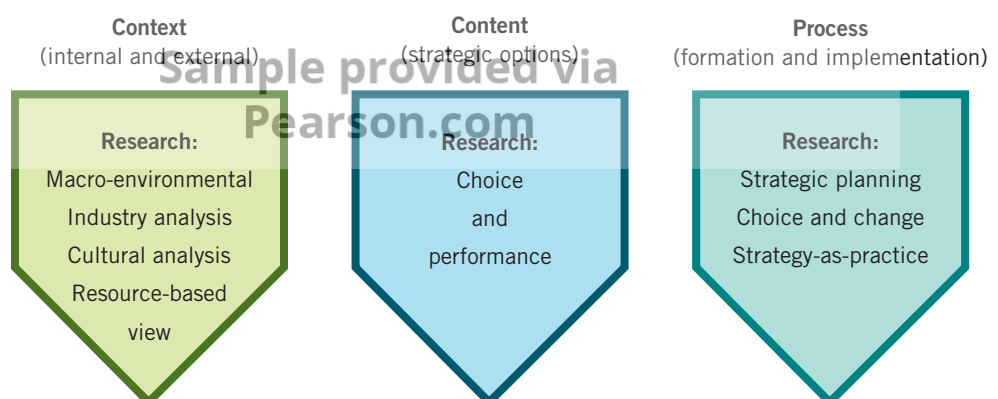 Context
(internal and external)
Research:
Macro-environmental
Industry analysis
Cultural analysis
Resource-based
view
Content
(strategic options)
Research:
Choice
and
performance
Process
(formation and implementation)
Research:
Strategic planning
Choice and change
Strategy-as-practice
Sample provided via
Pearson.com